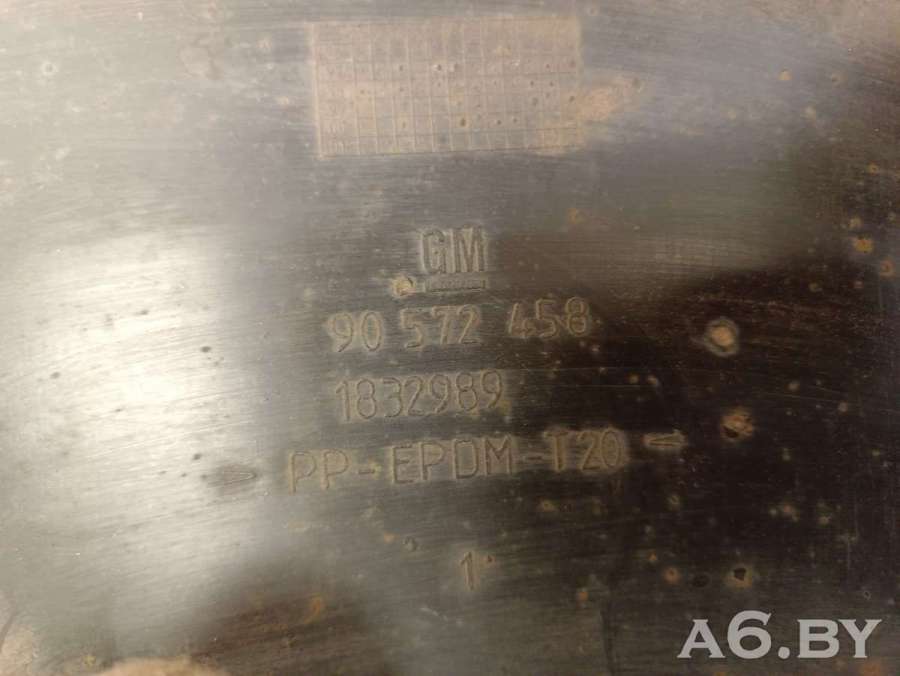 GM
90 572 458
1832989
PP-EPDM-T20
1
A6.BY